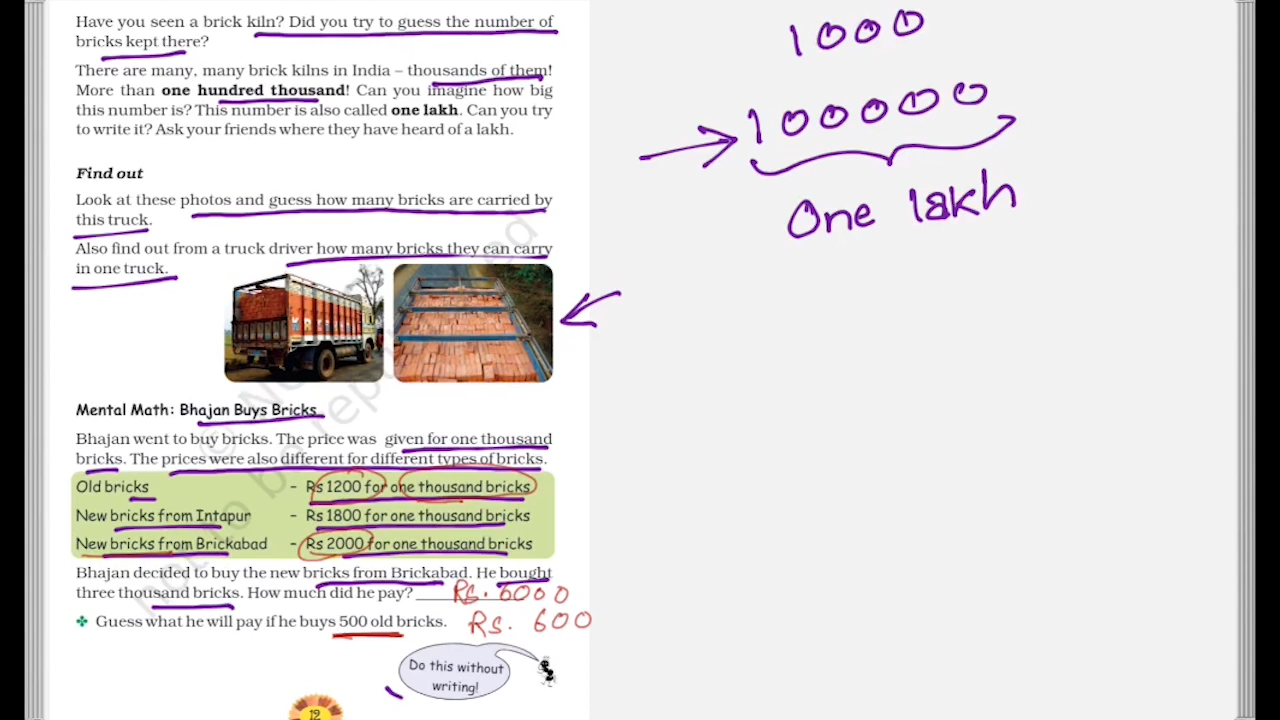 Have you seen a brick kiln? Did you try to guess the number of
bricks kept there?
There are many, many brick kilns in India – thousands of them!
More than one hundred thousand! Can you imagine how big
this number is? This number is also called one lakh. Can you try
to write it? Ask your friends where they have heard of a lakh.
Find out
Look at these photos and guess how many bricks are carried by
this truck.
Also find out from a truck driver how many bricks they can carry
in one truck.
Mental Math: Bhajan Buys Bricks
Bhajan went to buy bricks. The price was given for one thousand
bricks. The prices were also different for different types of bricks.
Old bricks – Rs 1200 for one thousand bricks
New bricks from Intapur – Rs 1800 for one thousand bricks
New bricks from Brickabad – Rs 2000 for one thousand bricks
Bhajan decided to buy the new bricks from Brickabad. He bought
three thousand bricks. How much did he pay? Rs. 6000
❖ Guess what he will pay if he buys 500 old bricks. Rs. 600
Do this without
writing!
12
1000
100000
One lakh